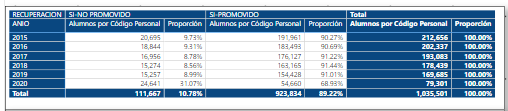 RECUPERACION SI-NO PROMOVIDO SI-PROMOVIDO Total
ANIO Alumnos por Código Personal Proporción Alumnos por Código Personal Proporción Alumnos por Código Personal Proporción
2015 20,695 9.73% 191,961 90.27% 212,656 100.00%
2016 18,844 9.31% 183,493 90.69% 202,337 100.00%
2017 16,956 8.78% 176,127 91.22% 193,083 100.00%
2018 15,274 8.56% 163,165 91.44% 178,439 100.00%
2019 15,257 8.99% 154,428 91.01% 169,685 100.00%
2020 24,641 31.07% 54,660 68.93% 79,301 100.00%
Total 111,667 10.78% 923,834 89.22% 1,035,501 100.00%